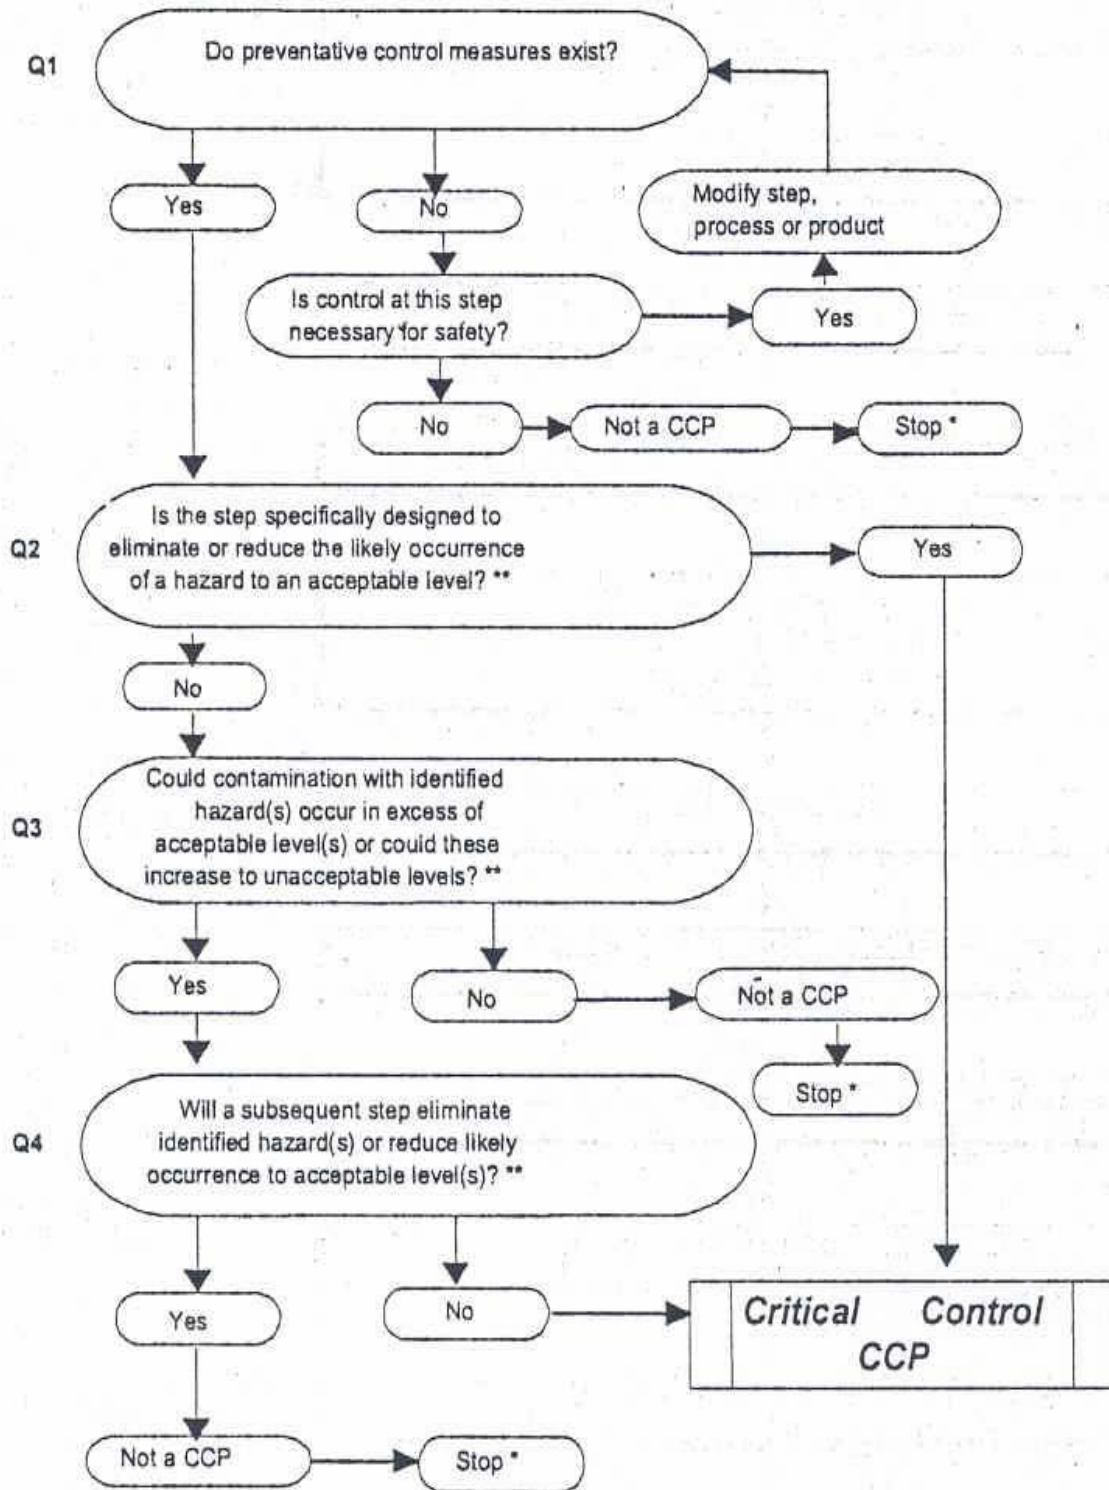 Q1
Do preventative control measures exist?
Yes
No
Modify step,
process or product
Is control at this step
necessary for safety?
Yes
No
Not a CCP
Stop *
Q2
Is the step specifically designed to
eliminate or reduce the likely occurrence
of a hazard to an acceptable level? **
Yes
No
Q3
Could contamination with identified
hazard(s) occur in excess of
acceptable level(s) or could these
increase to unacceptable levels? **
Yes
No
Not a CCP
Stop *
Q4
Will a subsequent step eliminate
identified hazard(s) or reduce likely
occurrence to acceptable level(s)? **
Yes
No
Critical Control
CCP
Not a CCP
Stop *